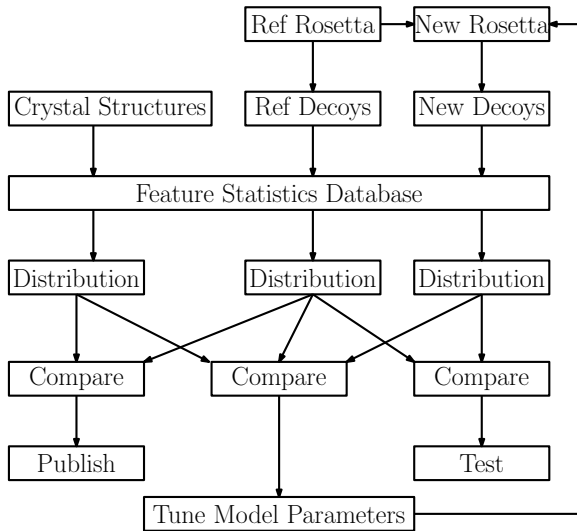 Ref Rosetta
New Rosetta
Crystal Structures
Ref Decoys
New Decoys
Feature Statistics Database
Distribution
Distribution
Distribution
Compare
Compare
Compare
Publish
Test
Tune Model Parameters